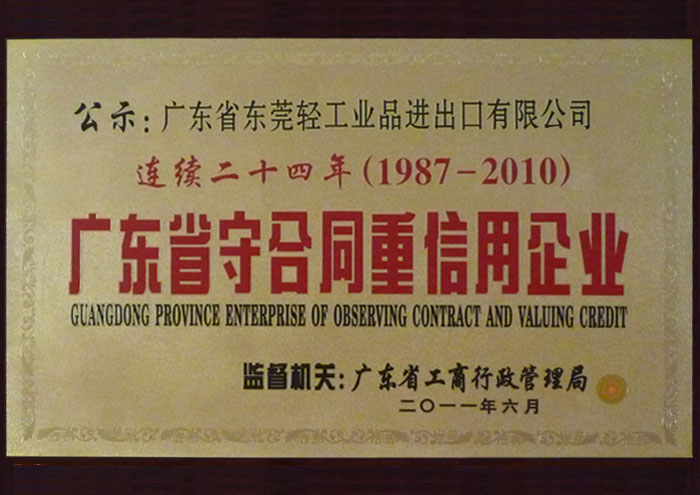 公示：广东省东莞轻工业品进出口有限公司
连续二十四年(1987-2010)
广东省守合同重信用企业
GUANGDONG PROVINCE ENTERPRISE OF OBSERVING CONTRACT AND VALUING CREDIT
监督机关：广东省工商行政管理局
二〇一一年六月